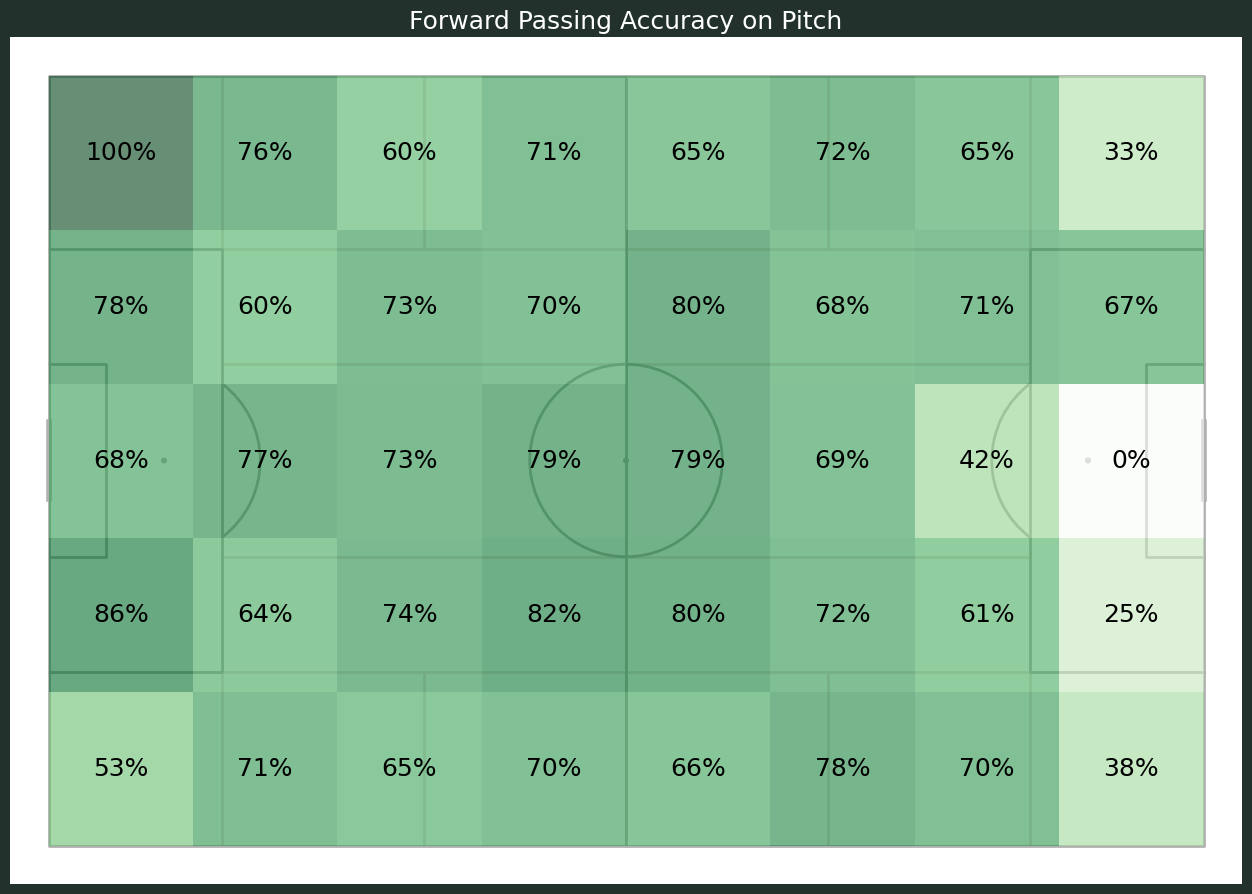 Forward Passing Accuracy on Pitch
100% 76% 60% 71% 65% 72% 65% 33%
78% 60% 73% 70% 80% 68% 71% 67%
68% 77% 73% 79% 79% 69% 42% 0%
86% 64% 74% 82% 80% 72% 61% 25%
53% 71% 65% 70% 66% 78% 70% 38%